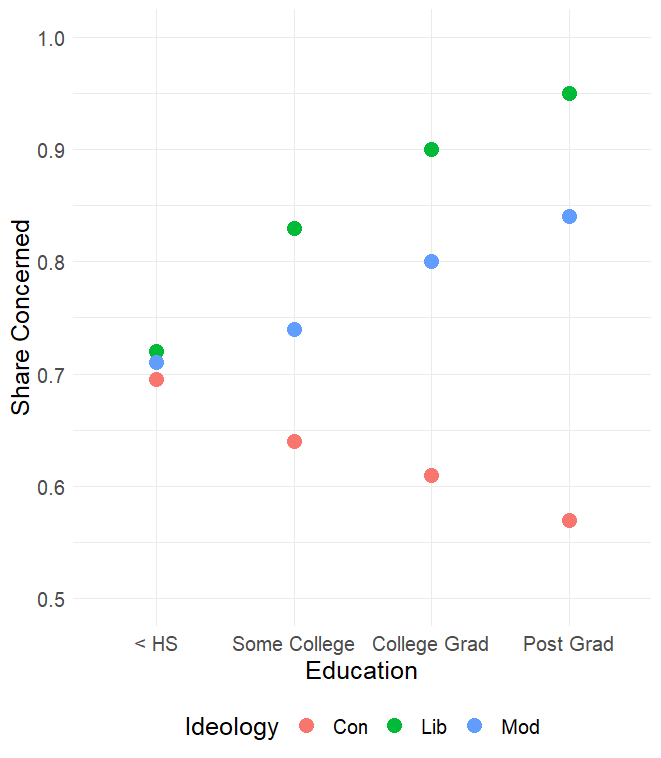 Share Concerned
1.0
0.9
0.8
0.7
0.6
0.5
< HS Some College College Grad Post Grad
Education
Ideology Con Lib Mod